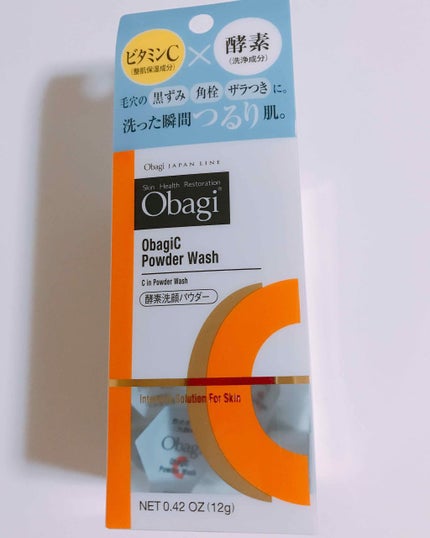 ビタミンC
(整肌保湿成分)
×
酵素
(洗浄成分)
毛穴の 黒ずみ 角栓 ザラつき に。
洗った瞬間つるり肌。
Obagi JAPAN LINE
Skin Health Restoration
Obagi®
ObagiC
Powder Wash
C in Powder Wash
酵素洗顔パウダー
Solution For Skin
Obagi
Powder Wash
NET 0.42 OZ (12g)